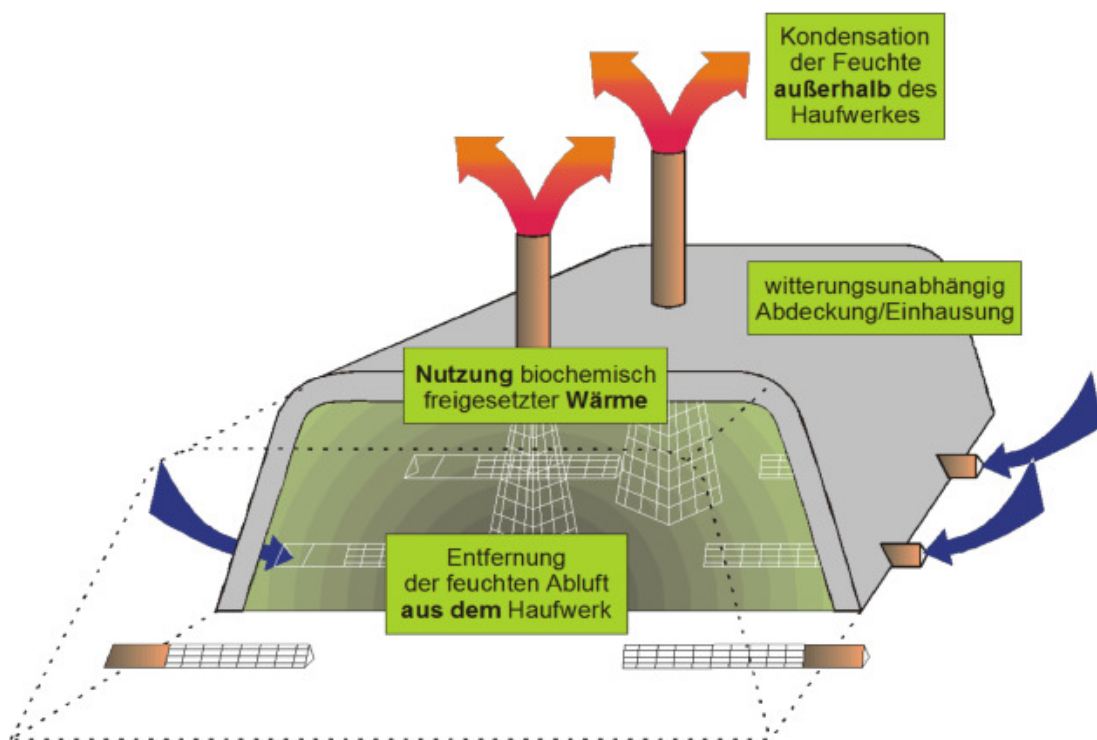 Kondensation
der Feuchte
außerhalb des
Haufwerkes
witterungsunabhängig
Abdeckung/Einhausung
Nutzung biochemisch
freigesetzter Wärme
Entfernung
der feuchten Abluft
aus dem Haufwerk